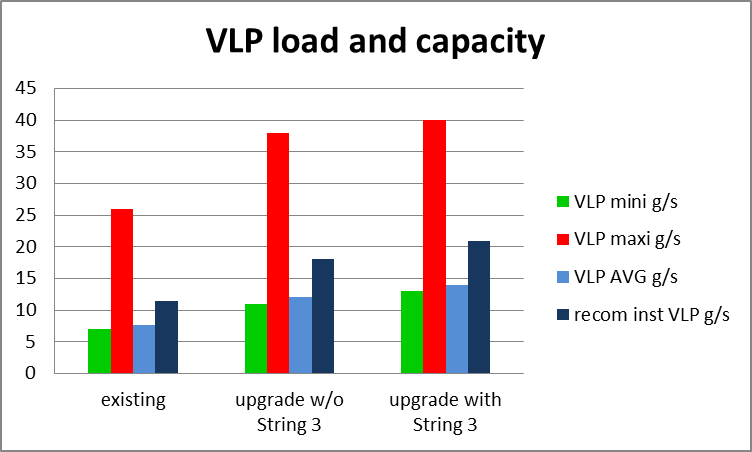 VLP load and capacity
45
40
35
30
25
20
15
10
5
0
existing
upgrade w/o
String 3
upgrade with
String 3
VLP mini g/s
VLP maxi g/s
VLP AVG g/s
recom inst VLP g/s